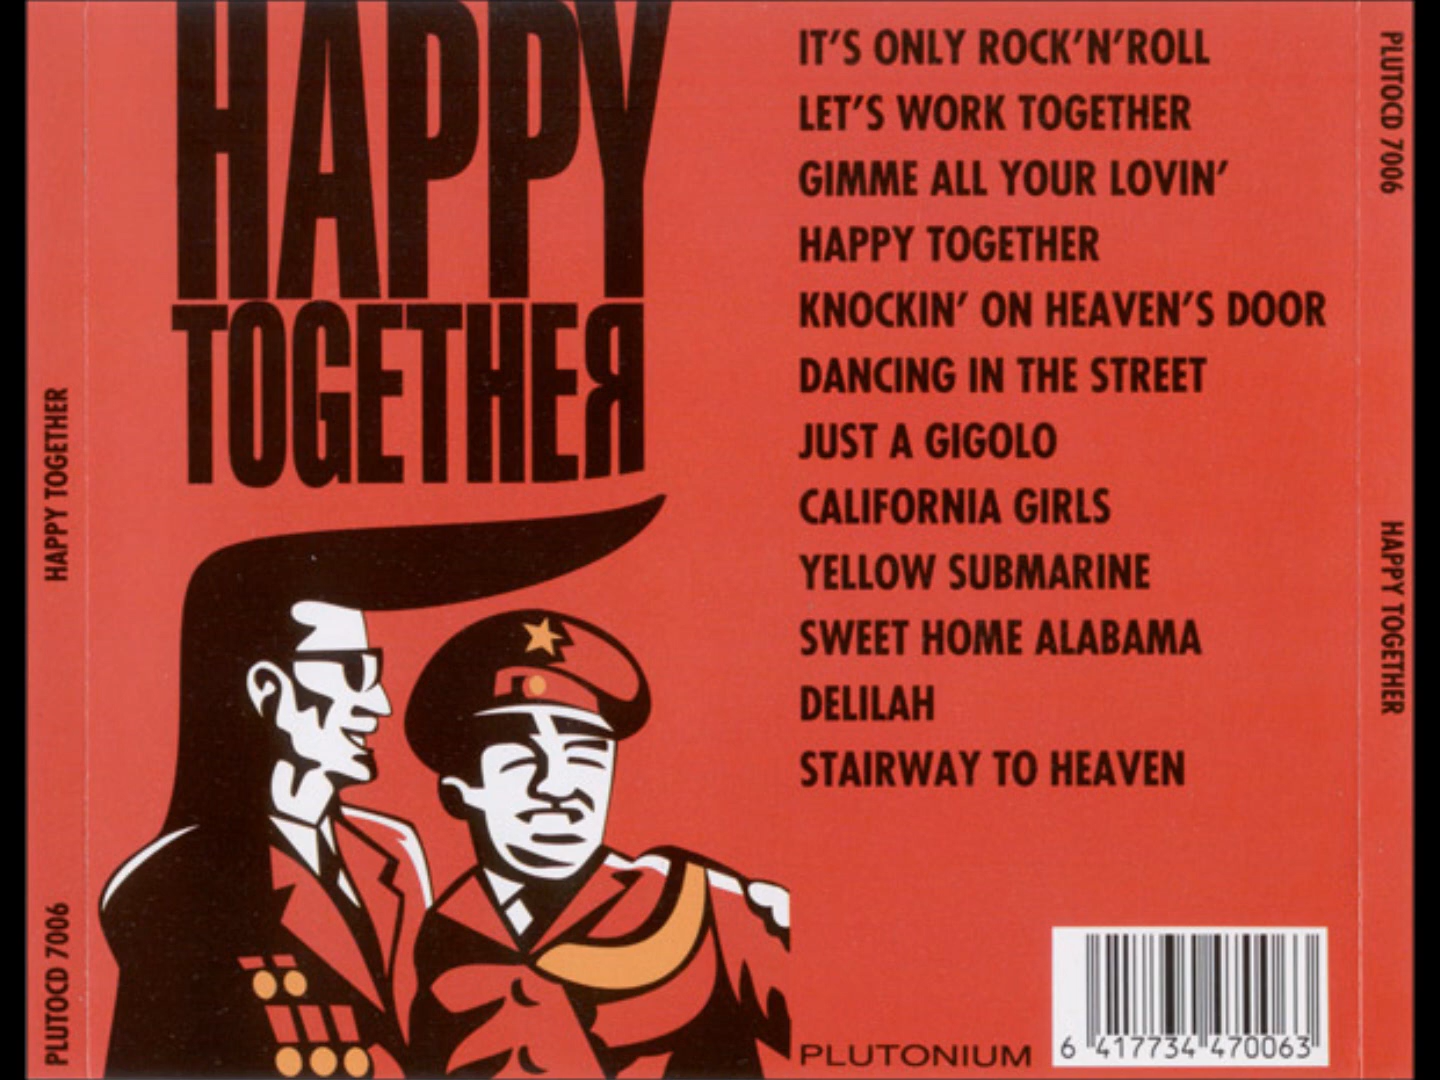 HAPPY
TOGETHEЯ
IT'S ONLY ROCK'N'ROLL
LET'S WORK TOGETHER
GIMME ALL YOUR LOVIN'
HAPPY TOGETHER
KNOCKIN' ON HEAVEN'S DOOR
DANCING IN THE STREET
JUST A GIGOLO
CALIFORNIA GIRLS
YELLOW SUBMARINE
SWEET HOME ALABAMA
DELILAH
STAIRWAY TO HEAVEN
PLUTONIUM
6 417734 470063
HAPPY TOGETHER
PLUTOCD 7006
PLUTOCD 7006
HAPPY TOGETHER